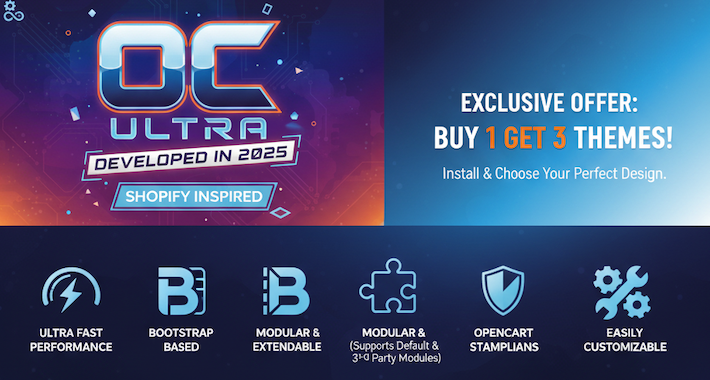 OC
ULTRA
DEVELOPED IN 2025
SHOPIFY INSPIRED
EXCLUSIVE OFFER:
BUY 1 GET 3 THEMES!
Install & Choose Your Perfect Design.
ULTRA FAST
PERFORMANCE
BOOTSTRAP
BASED
MODULAR &
EXTENDABLE
MODULAR &
(Supports Default &
3rd Party Modules)
OPENCART
STAMPLIANS
EASILY
CUSTOMIZABLE